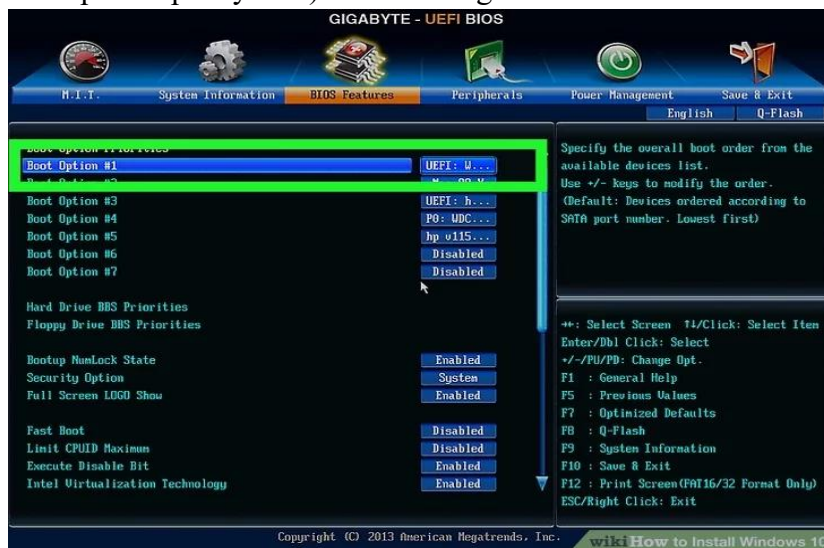 GIGABYTE - UEFI BIOS
M.I.T. System Information BIOS Features Peripherals Power Management Save & Exit
English Q-Flash
Boot Option Priorities
Boot Option #1 UEFI: W...
Boot Option #3 UEFI: h...
Boot Option #4 P0: WDC...
Boot Option #5 hp v115...
Boot Option #6 Disabled
Boot Option #7 Disabled
Hard Drive BBS Priorities
Floppy Drive BBS Priorities
Bootup NumLock State Enabled
Security Option System
Full Screen LOGO Show Enabled
Fast Boot Disabled
Limit CPUID Maximum Disabled
Execute Disable Bit Enabled
Intel Virtualization Technology Enabled
Specify the overall boot order from the
available devices list.
Use +/- keys to modify the order.
(Default: Devices ordered according to
SATA port number. Lowest first)
↔: Select Screen ↑↓/Click: Select Item
Enter/Dbl Click: Select
+/-/PU/PD: Change Opt.
F1 : General Help
F5 : Previous Values
F7 : Optimized Defaults
F8 : Q-Flash
F9 : System Information
F10 : Save & Exit
F12 : Print Screen(FAT16/32 Format Only)
ESC/Right Click: Exit
Copyright (C) 2013 American Megatrends, Inc.
wikiHow to Install Windows 10